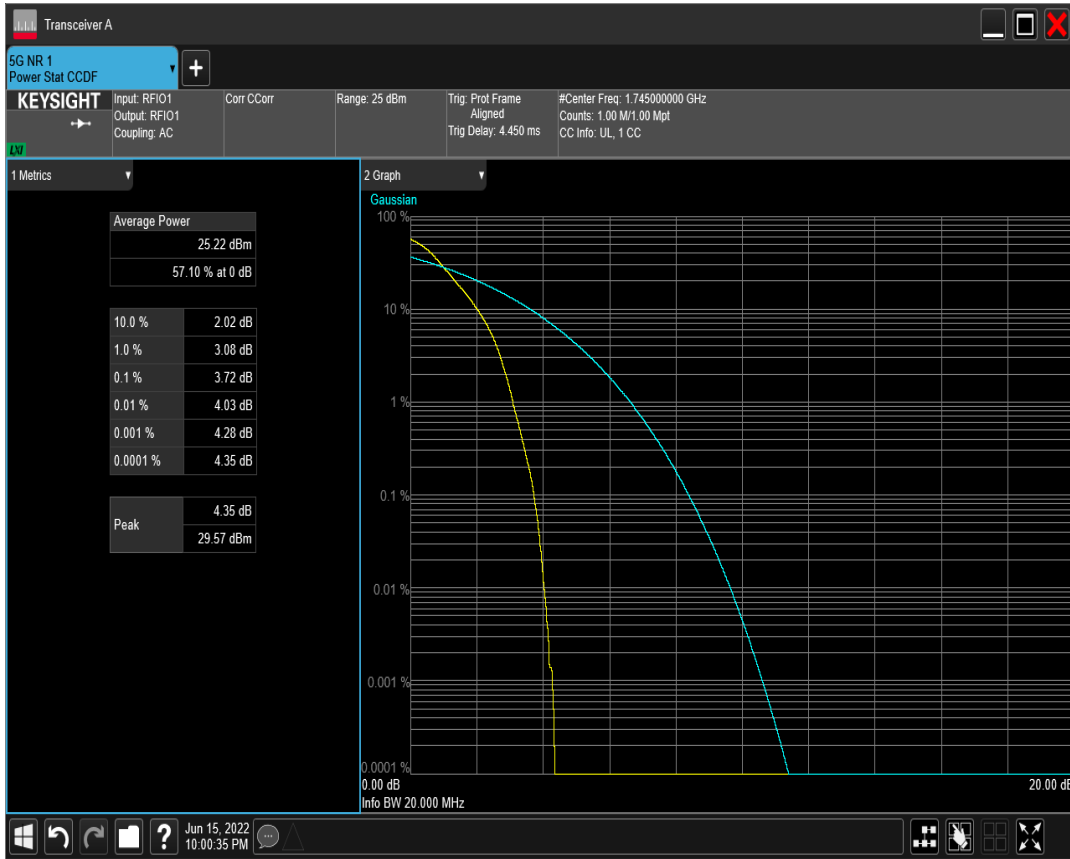 Transceiver A
5G NR 1
Power Stat CCDF
KEYSIGHT
LXI
Input: RFIO1
Output: RFIO1
Coupling: AC
Corr CCorr
Range: 25 dBm
Trig: Prot Frame
Aligned
Trig Delay: 4.450 ms
#Center Freq: 1.745000000 GHz
Counts: 1.00 M/1.00 Mpt
CC Info: UL, 1 CC
1 Metrics
Average Power
25.22 dBm
57.10 % at 0 dB
10.0 % 2.02 dB
1.0 % 3.08 dB
0.1 % 3.72 dB
0.01 % 4.03 dB
0.001 % 4.28 dB
0.0001 % 4.35 dB
Peak 4.35 dB
29.57 dBm
2 Graph
Gaussian
100 %
10 %
1 %
0.1 %
0.01 %
0.001 %
0.0001 %
0.00 dB 20.00 dB
Info BW 20.000 MHz
?
Jun 15, 2022
10:00:35 PM